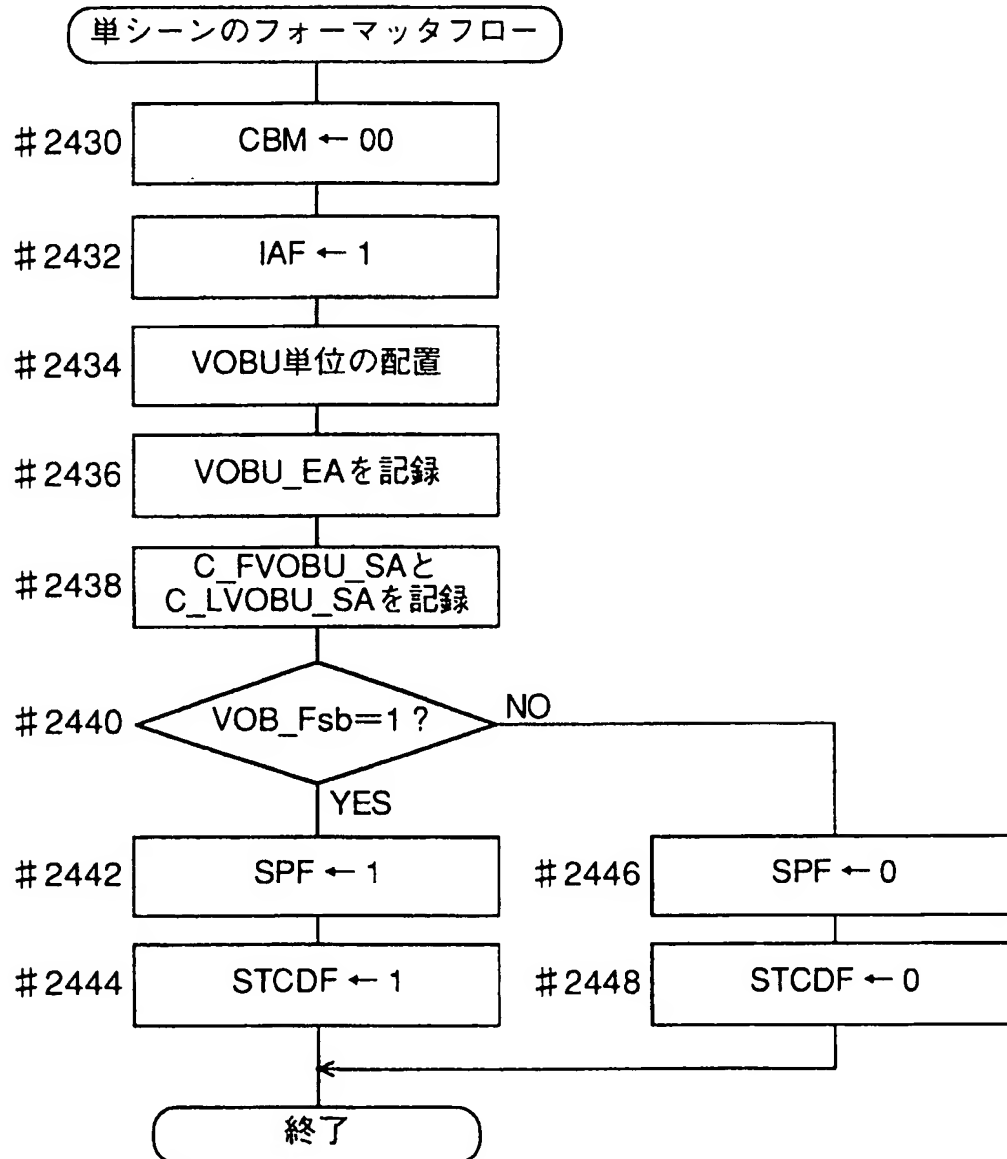 単シーンのフォーマッタフロー
#2430
CBM ← 00
#2432
IAF ← 1
#2434
VOBU単位の配置
#2436
VOBU_EAを記録
#2438
C_FVOBU_SAと
C_LVOBU_SAを記録
#2440
VOB_Fsb=1?
NO
YES
#2442
SPF ← 1
#2446
SPF ← 0
#2444
STCDF ← 1
#2448
STCDF ← 0
終了